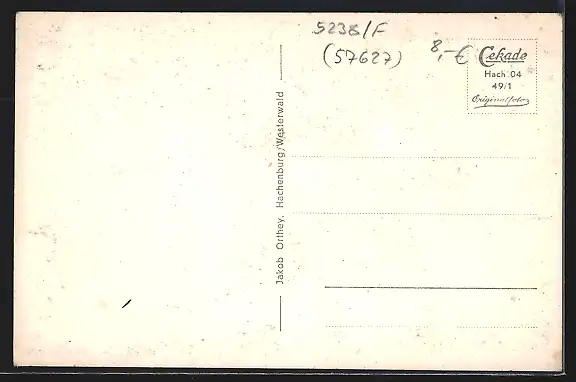 5238/F
(57627)
8,-€
Cekade
Hach. 04
49/1
Originalfoto
Jakob Orthey, Hachenburg/Westerwald